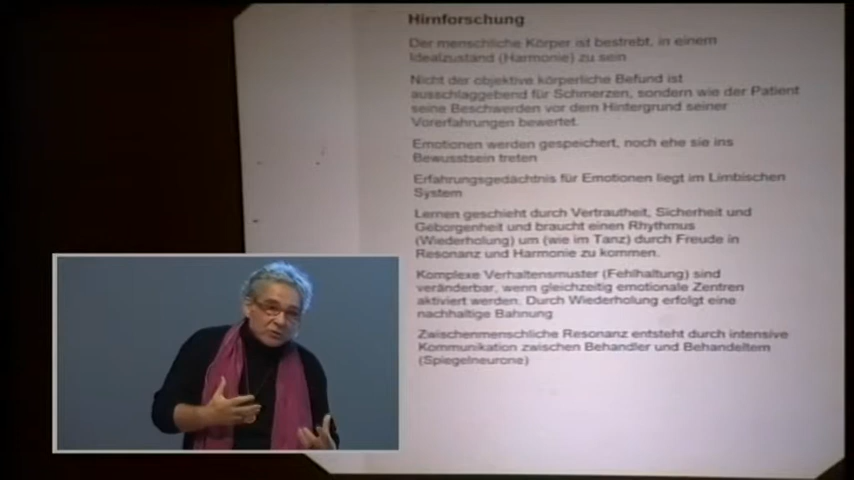 Hirnforschung
Der menschliche Körper ist bestrebt, in einem
Idealzustand (Harmonie) zu sein
Nicht der objektive körperliche Befund ist
ausschlaggebend für Schmerzen, sondern wie der Patient
seine Beschwerden vor dem Hintergrund seiner
Vorerfahrungen bewertet.
Emotionen werden gespeichert, noch ehe sie ins
Bewusstsein treten
Erfahrungsgedächtnis für Emotionen liegt im Limbischen
System
Lernen geschieht durch Vertrautheit, Sicherheit und
Geborgenheit und braucht einen Rhythmus
(Wiederholung) um (wie im Tanz) durch Freude in
Resonanz und Harmonie zu kommen.
Komplexe Verhaltensmuster (Fehlhaltung) sind
veränderbar, wenn gleichzeitig emotionale Zentren
aktiviert werden. Durch Wiederholung erfolgt eine
nachhaltige Bahnung
Zwischenmenschliche Resonanz entsteht durch intensive
Kommunikation zwischen Behandler und Behandeltem
(Spiegelneurone)